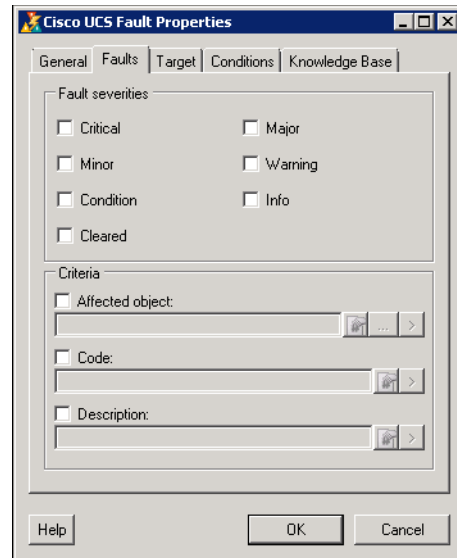 Cisco UCS Fault Properties
General Faults Target Conditions Knowledge Base
Fault severities
Critical Major
Minor Warning
Condition Info
Cleared
Criteria
Affected object:
... >
Code:
>
Description:
>
Help OK Cancel